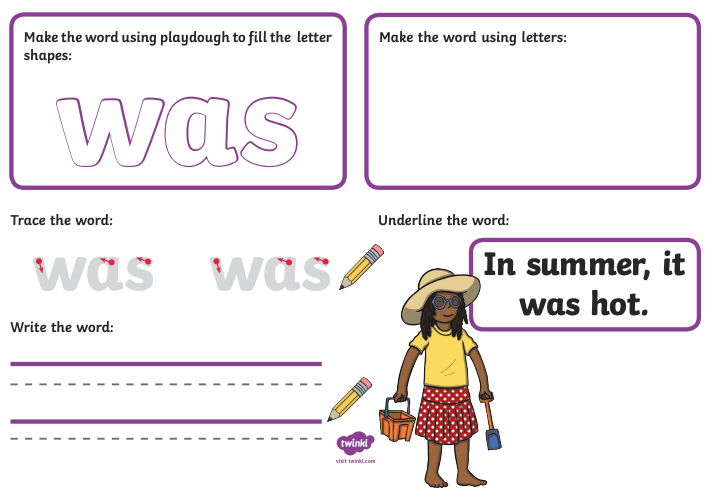 Make the word using playdough to fill the letter
shapes:
was
Make the word using letters:
Trace the word:
was was
Underline the word:
In summer, it
was hot.
Write the word:
twinkl
visit twinkl.com